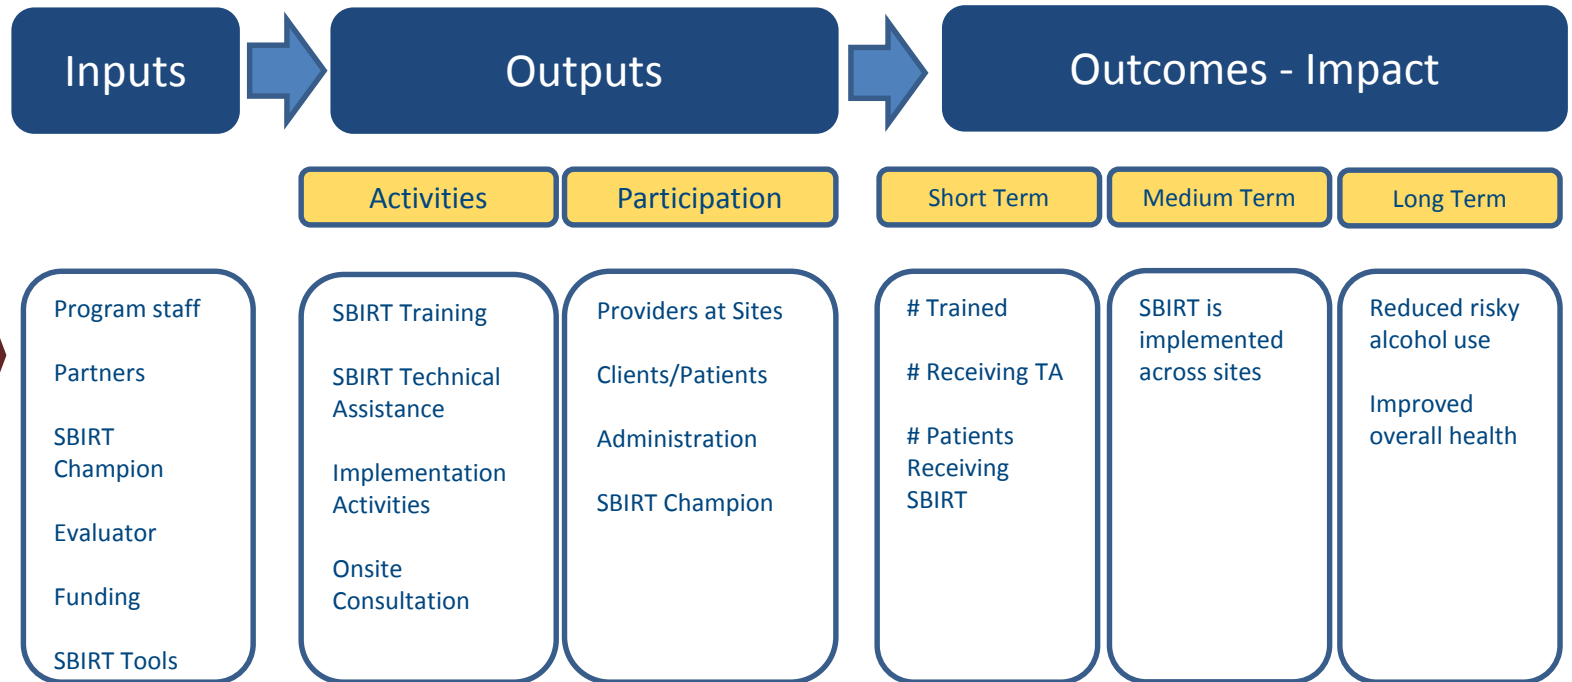 Inputs
Outputs
Outcomes - Impact
Activities
Participation
Short Term
Medium Term
Long Term
Program staff
Partners
SBIRT
Champion
Evaluator
Funding
SBIRT Tools
SBIRT Training
SBIRT Technical
Assistance
Implementation
Activities
Onsite
Consultation
Providers at Sites
Clients/Patients
Administration
SBIRT Champion
# Trained
# Receiving TA
# Patients
Receiving
SBIRT
SBIRT is
implemented
across sites
Reduced risky
alcohol use
Improved
overall health